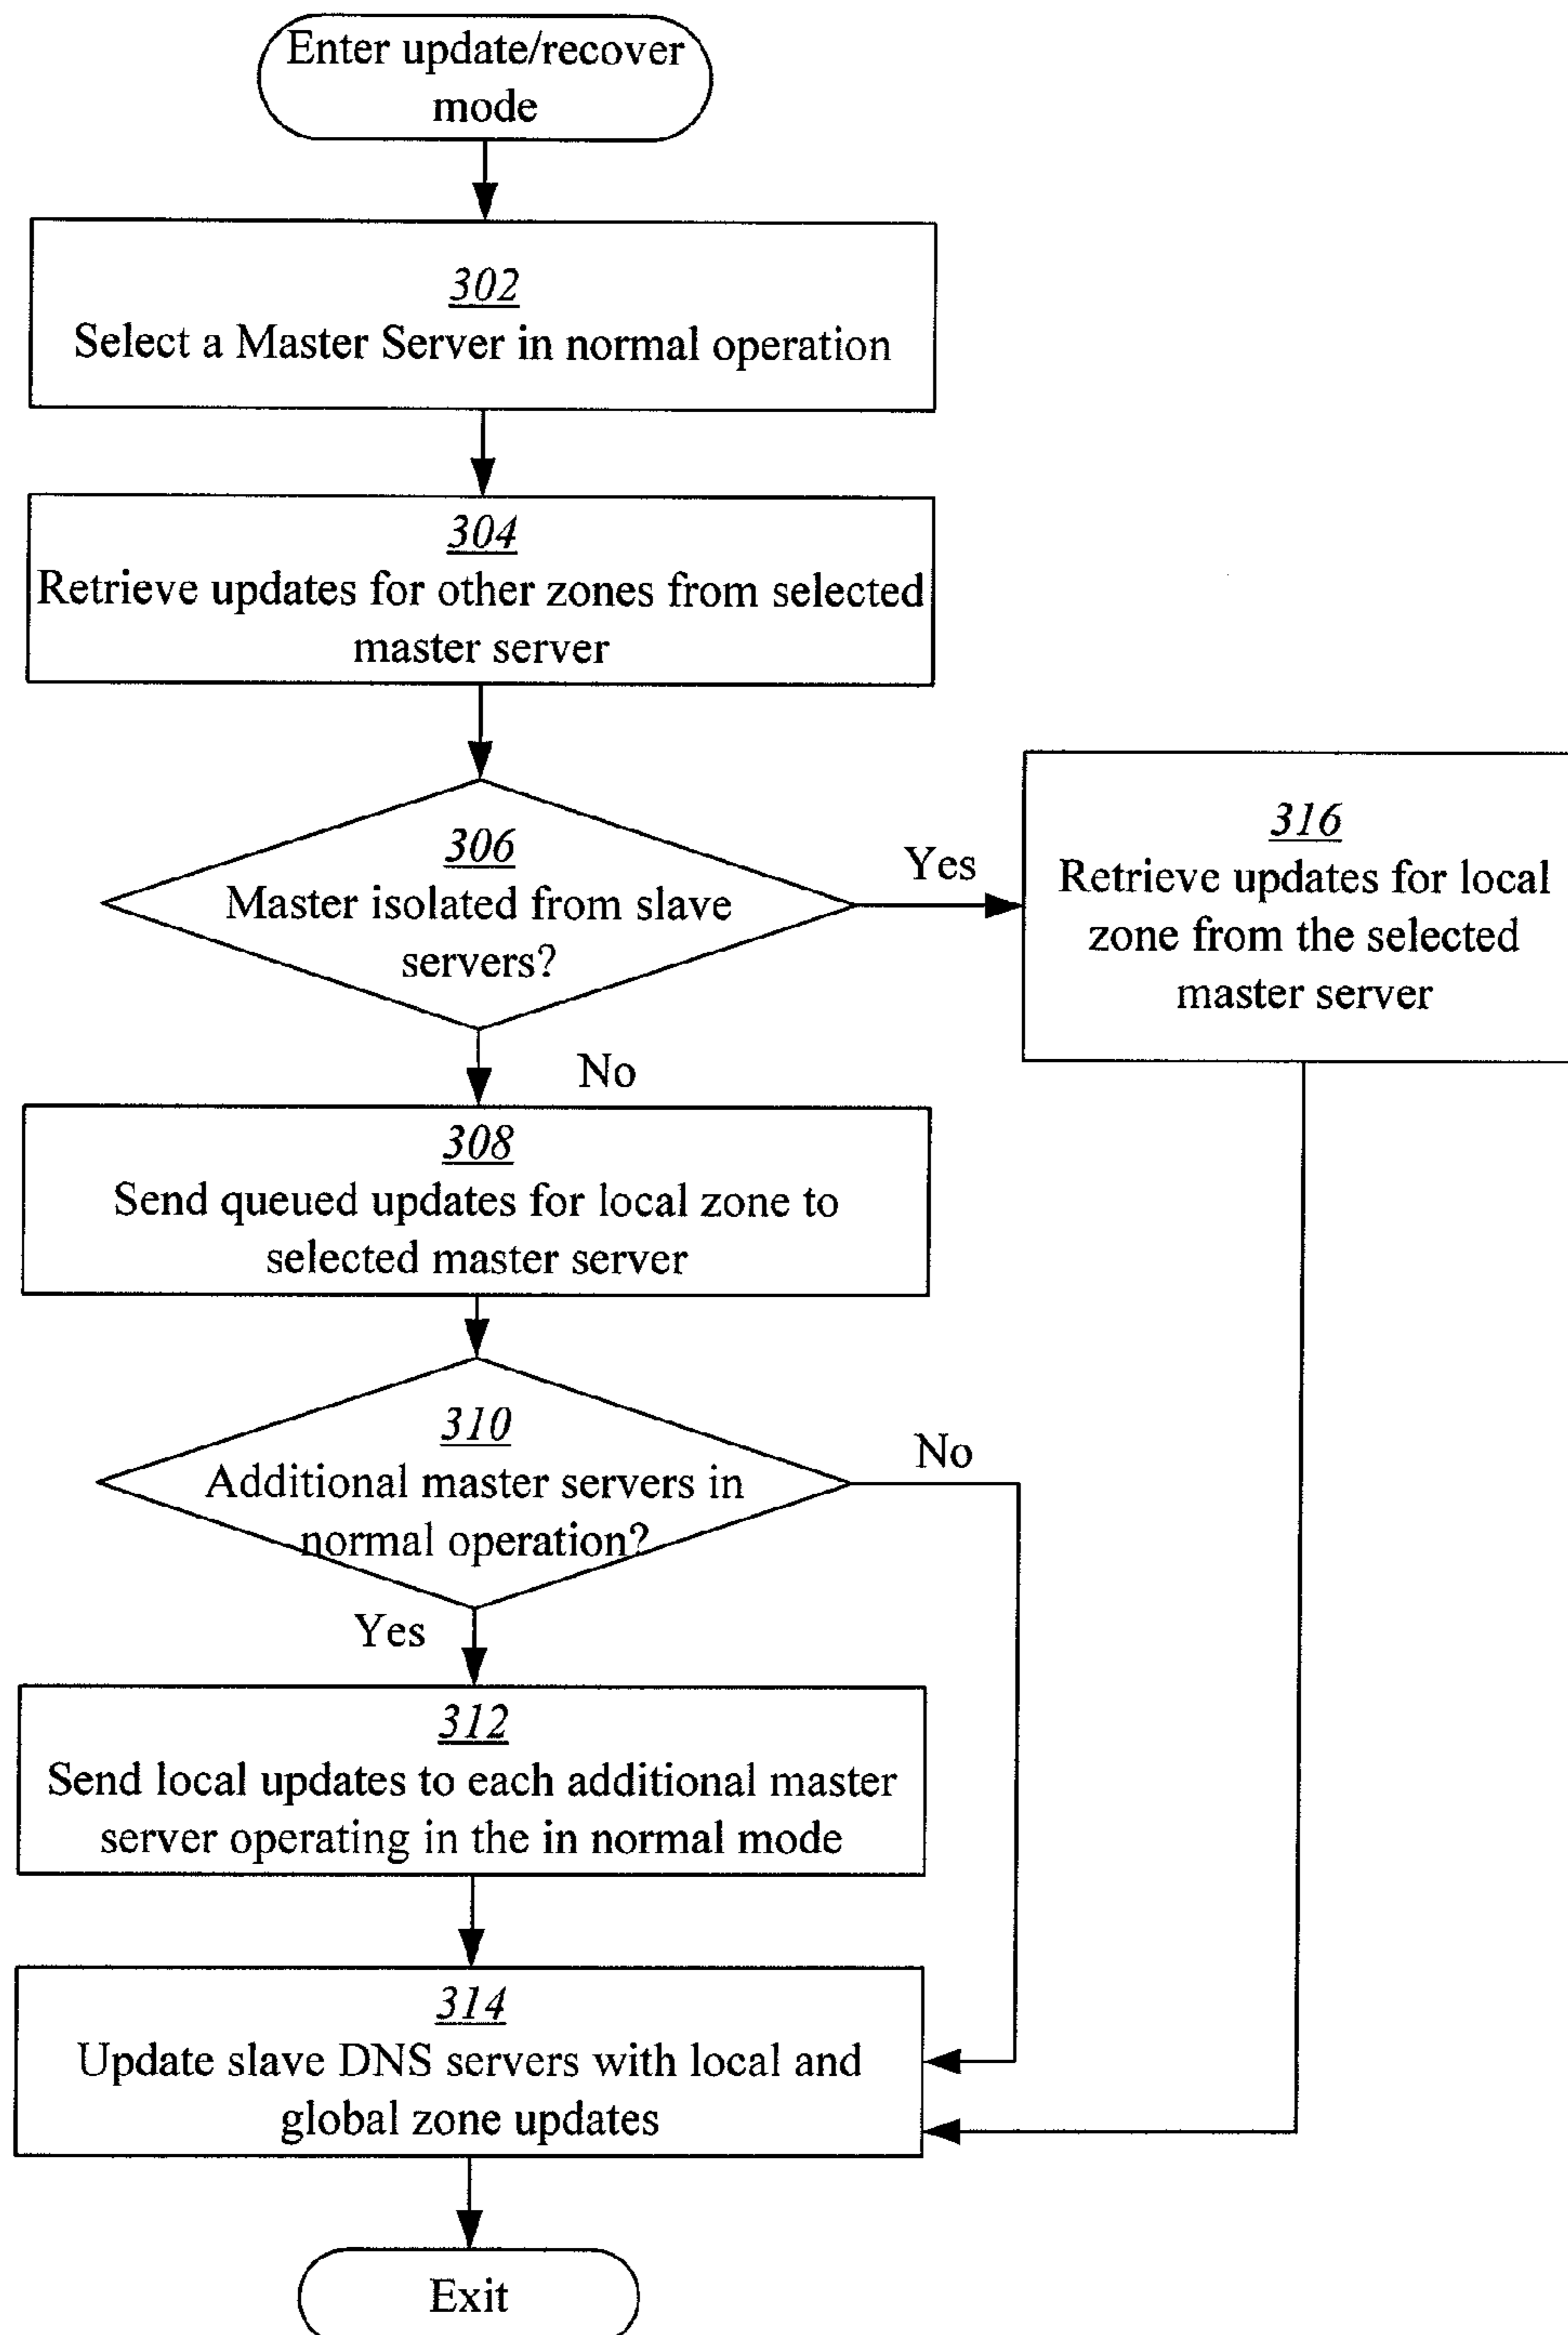 Enter update/recover
mode
302
Select a Master Server in normal operation
304
Retrieve updates for other zones from selected
master server
306
Master isolated from slave
servers?
Yes
316
Retrieve updates for local
zone from the selected
master server
No
308
Send queued updates for local zone to
selected master server
310
Additional master servers in
normal operation?
No
Yes
312
Send local updates to each additional master
server operating in the in normal mode
314
Update slave DNS servers with local and
global zone updates
Exit